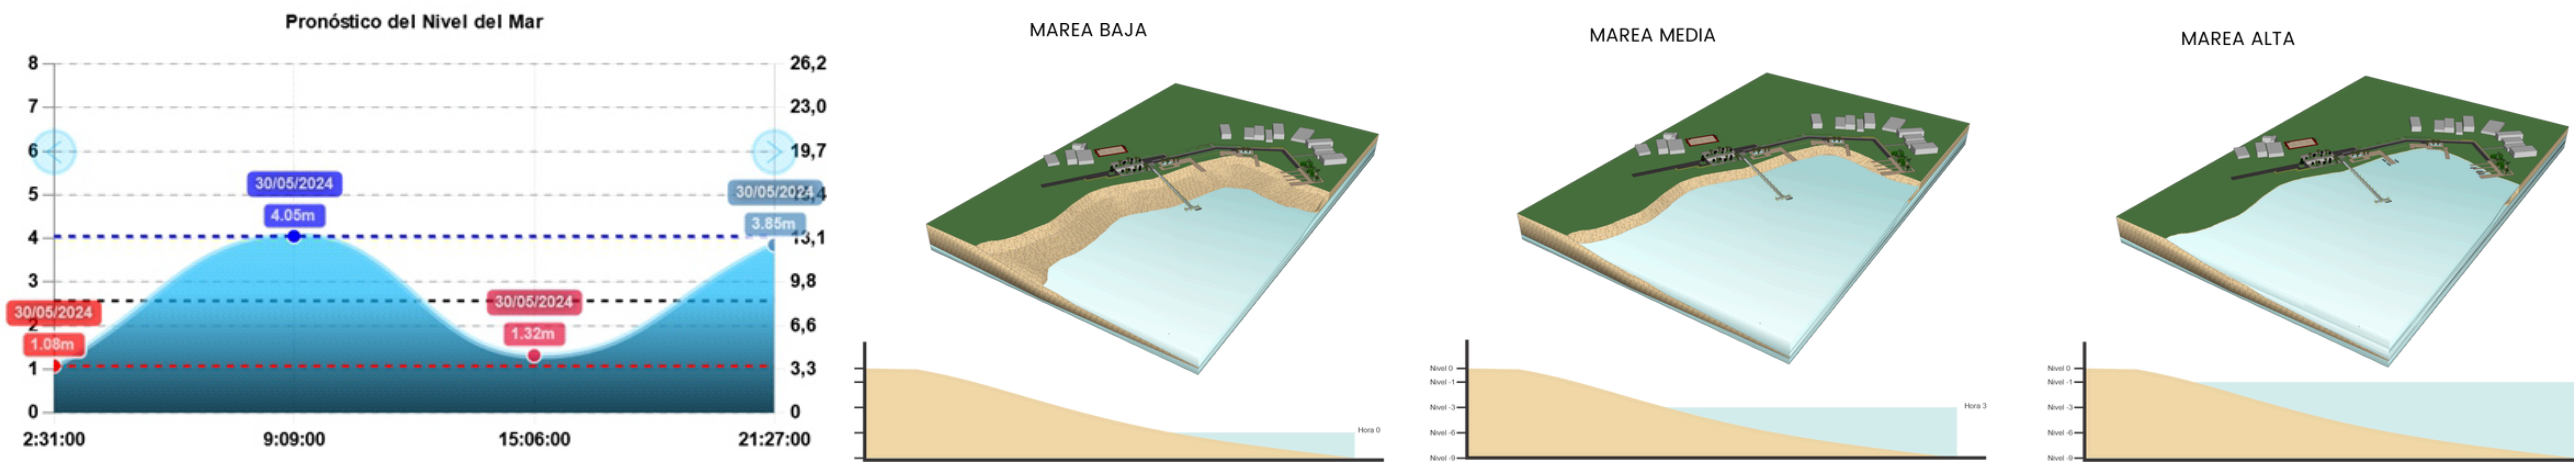 Pronóstico del Nivel del Mar
8
7
6
5
4
3
2
1
0
26,2
23,0
19,7
13,1
9,8
6,6
3,3
0
30/05/2024
1.08m
30/05/2024
4.05m
30/05/2024
1.32m
30/05/2024
3.85m
2:31:00
9:09:00
15:06:00
21:27:00
MAREA BAJA
Hora 0
MAREA MEDIA
Nivel 0
Nivel -1
Nivel -3
Nivel -6
Nivel -9
Hora 3
MAREA ALTA
Nivel 0
Nivel -1
Nivel -3
Nivel -6
Nivel -9